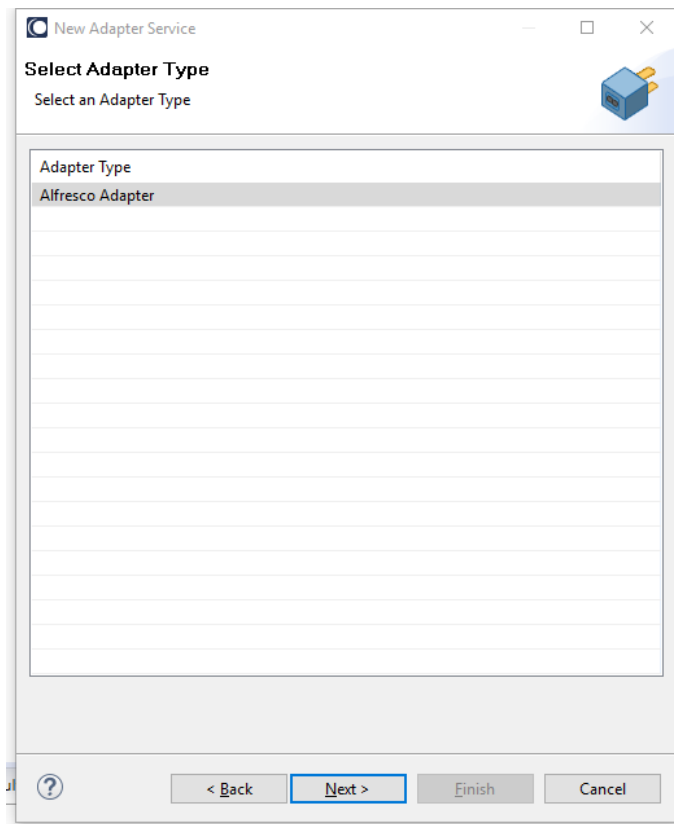 New Adapter Service
Select Adapter Type
Select an Adapter Type
Adapter Type
Alfresco Adapter
< Back Next > Finish Cancel